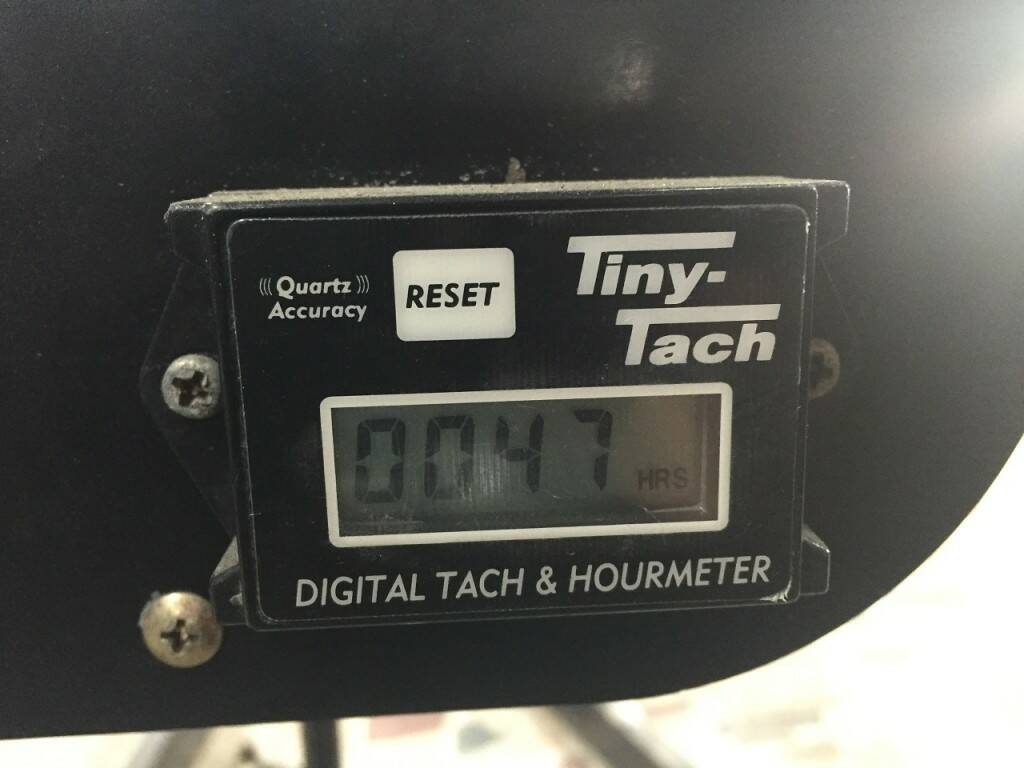 Quartz
Accuracy
RESET
Tiny-
Tach
0047 HRS
DIGITAL TACH & HOURMETER